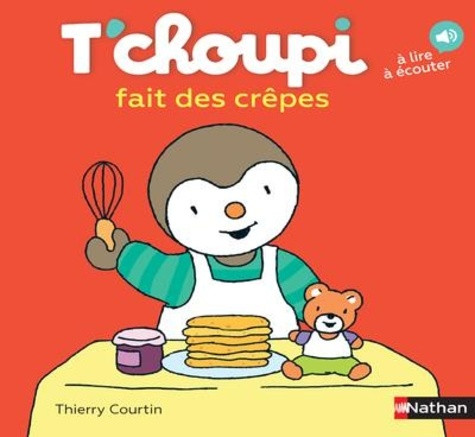 T'choupi
fait des crêpes
à lire
à écouter
Thierry Courtin
Nathan